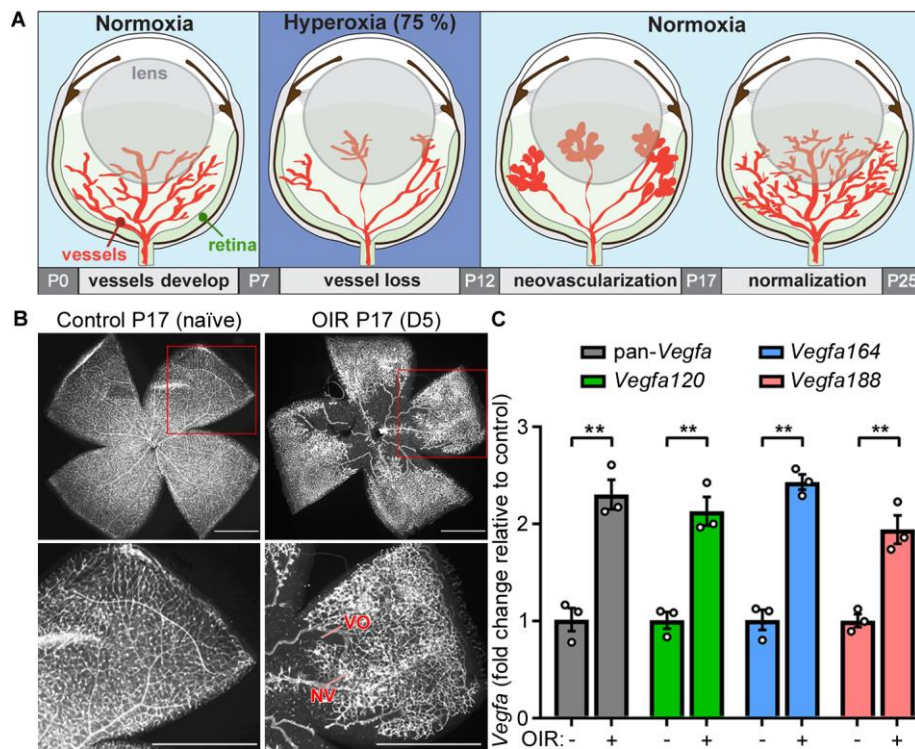 A
Normoxia
Hyperoxia (75 %)
Normoxia
lens
vessels
retina
P0 vessels develop P7 vessel loss P12 neovascularization P17 normalization P25
B
Control P17 (naïve)
OIR P17 (D5)
VO
NV
C
pan-Vegfa
Vegfa164
Vegfa120
Vegfa188
Vegfa (fold change relative to control)
3
2
1
0
** ** ** **
OIR: - + - + - + - +